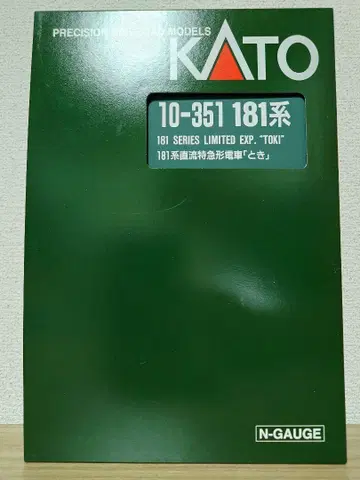 PRECISION RAILROAD MODELS
KATO
10-351 181系
181 SERIES LIMITED EXP. "TOKI"
181系直流特急形電車「とき」
N-GAUGE